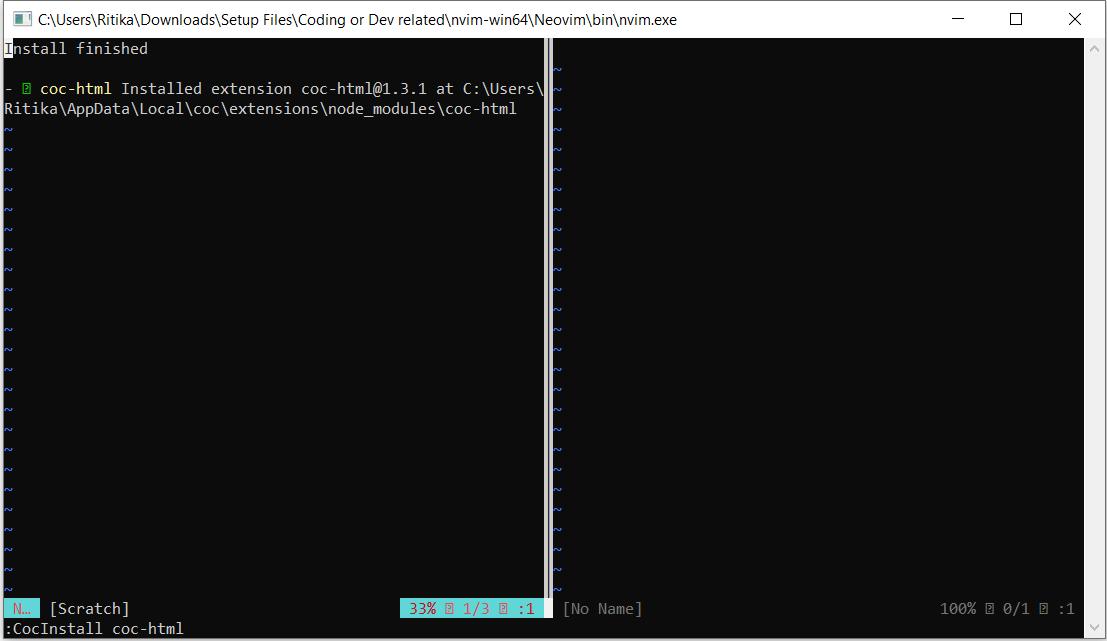 C:\Users\Ritika\Downloads\Setup Files\Coding or Dev related\nvim-win64\Neovim\bin\nvim.exe
Install finished
- coc-html Installed extension coc-html@1.3.1 at C:\Users\
Ritika\AppData\Local\coc\extensions\node_modules\coc-html
N… [Scratch] 33% 1/3 :1
[No Name] 100% 0/1 :1
:CocInstall coc-html